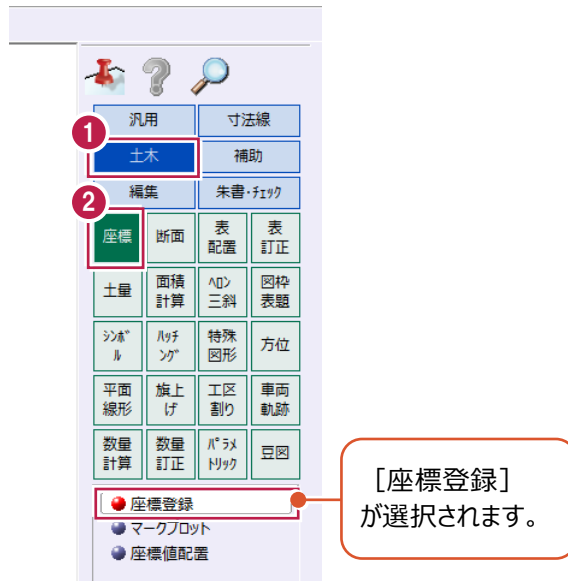 汎用 寸法線
1
土木 補助
編集 朱書・ﾁｪｯｸ
2
座標 断面 表
配置 表
訂正
土量 面積
計算 ﾍﾛﾝ
三斜 図枠
表題
ｼﾝﾎﾞ
ﾙ ﾊｯﾁ
ﾝｸﾞ 特殊
図形 方位
平面
線形 旗上
げ 工区
割り 車両
軌跡
数量
計算 数量
訂正 ﾊﾟﾗﾒ
ﾄﾘｯｸ 豆図
座標登録
マークプロット
座標値配置
［座標登録］
が選択されます。